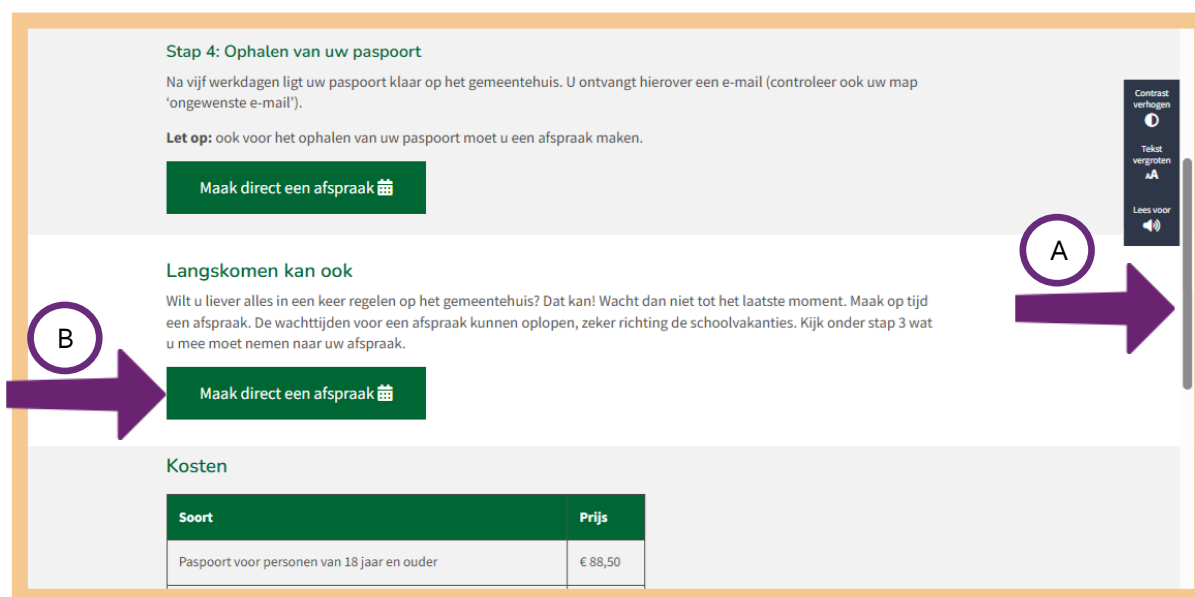 Stap 4: Ophalen van uw paspoort
Na vijf werkdagen ligt uw paspoort klaar op het gemeentehuis. U ontvangt hierover een e-mail (controleer ook uw map
‘ongewenste e-mail’).
Let op: ook voor het ophalen van uw paspoort moet u een afspraak maken.
Maak direct een afspraak
Contrast
verhogen
Tekst
vergroten
AA
Lees voor
A
Langskomen kan ook
Wilt u liever alles in een keer regelen op het gemeentehuis? Dat kan! Wacht dan niet tot het laatste moment. Maak op tijd
een afspraak. De wachttijden voor een afspraak kunnen oplopen, zeker richting de schoolvakanties. Kijk onder stap 3 wat
u mee moet nemen naar uw afspraak.
B
Maak direct een afspraak
Kosten
Soort Prijs
Paspoort voor personen van 18 jaar en ouder € 88,50